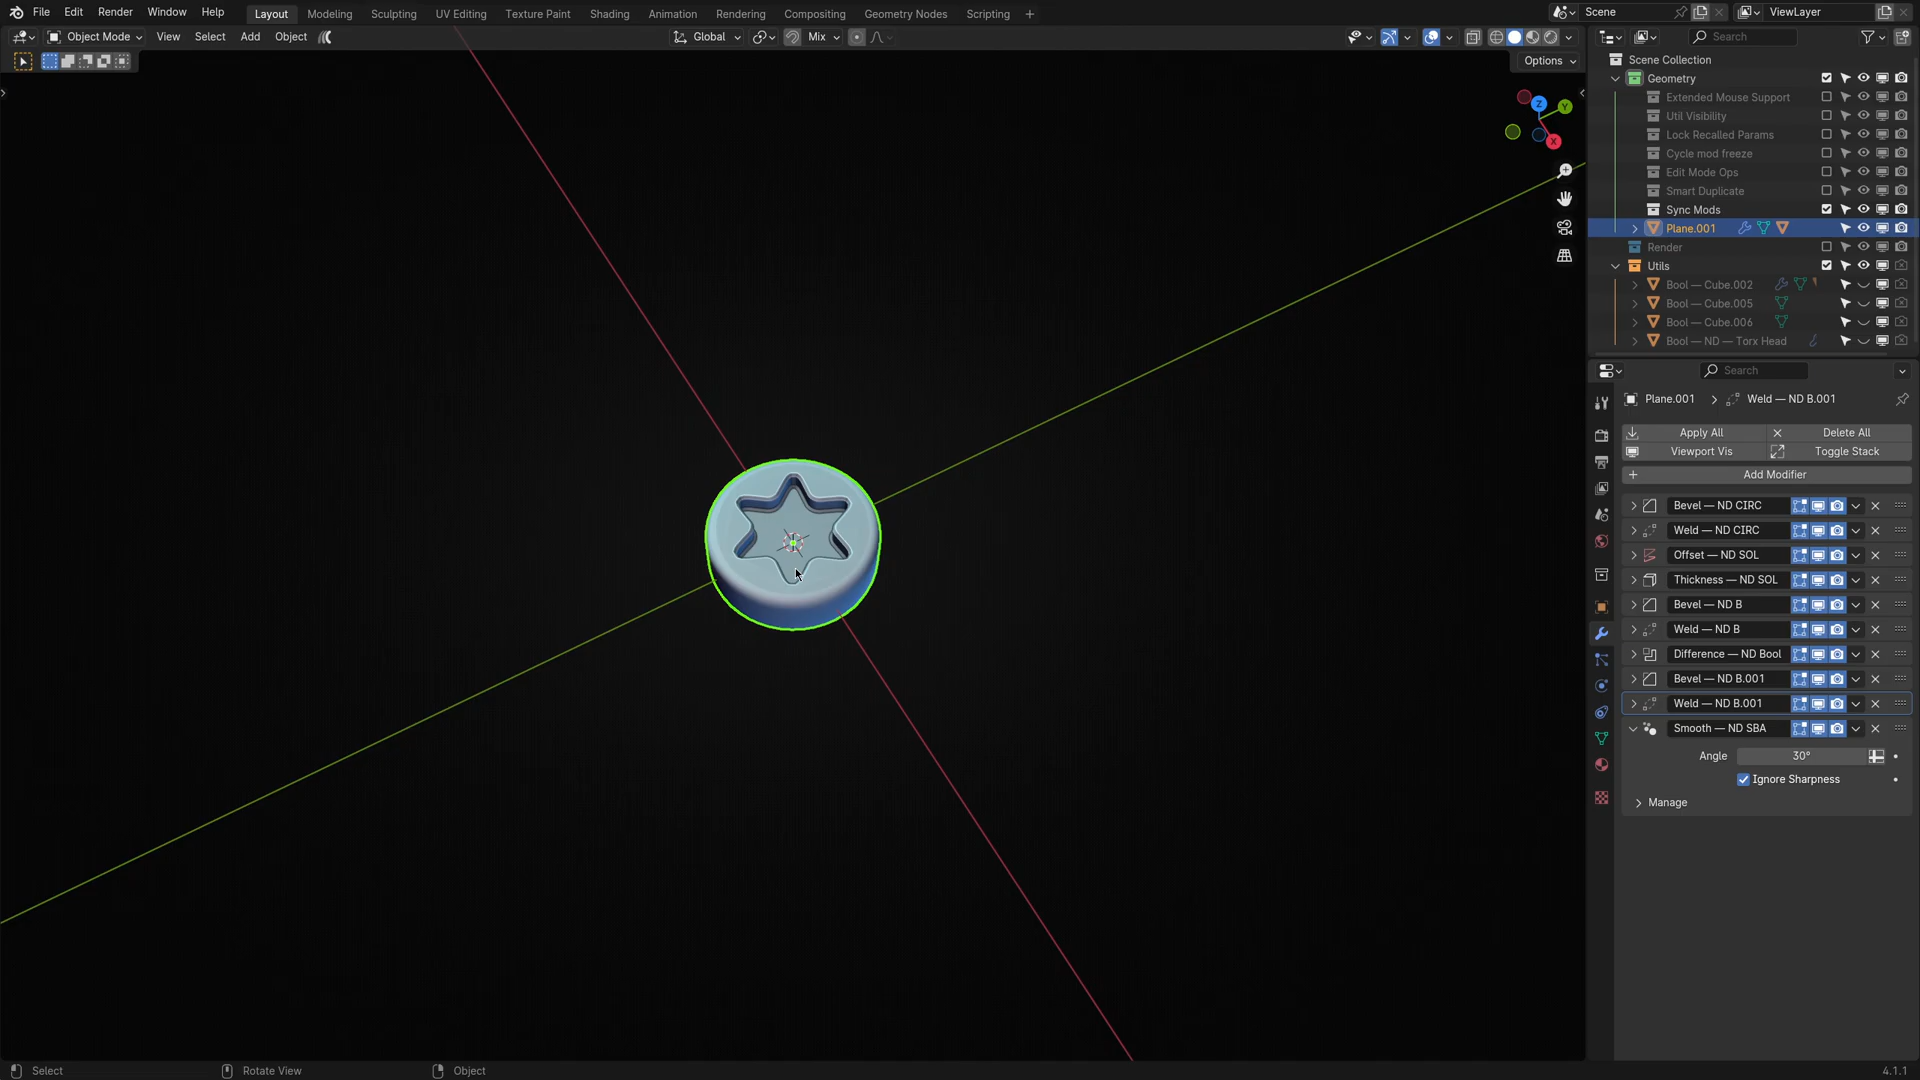 File Edit Render Window Help Layout Modeling Sculpting UV Editing Texture Paint Shading Animation Rendering Compositing Geometry Nodes Scripting + Scene ViewLayer
Object Mode View Select Add Object Global Mix Search
Options
Scene Collection
Geometry
Extended Mouse Support
Util Visibility
Lock Recalled Params
Cycle mod freeze
Edit Mode Ops
Smart Duplicate
Sync Mods
Plane.001
Render
Utils
Bool — Cube.002
Bool — Cube.005
Bool — Cube.006
Bool — ND — Torx Head
Z
Y
X
Search
Plane.001 > Weld — ND B.001
Apply All Delete All
Viewport Vis Toggle Stack
Add Modifier
Bevel — ND CIRC
Weld — ND CIRC
Offset — ND SOL
Thickness — ND SOL
Bevel — ND B
Weld — ND B
Difference — ND Bool
Bevel — ND B.001
Weld — ND B.001
Smooth — ND SBA
Angle 30°
Ignore Sharpness
Manage
Select Rotate View Object 4.1.1